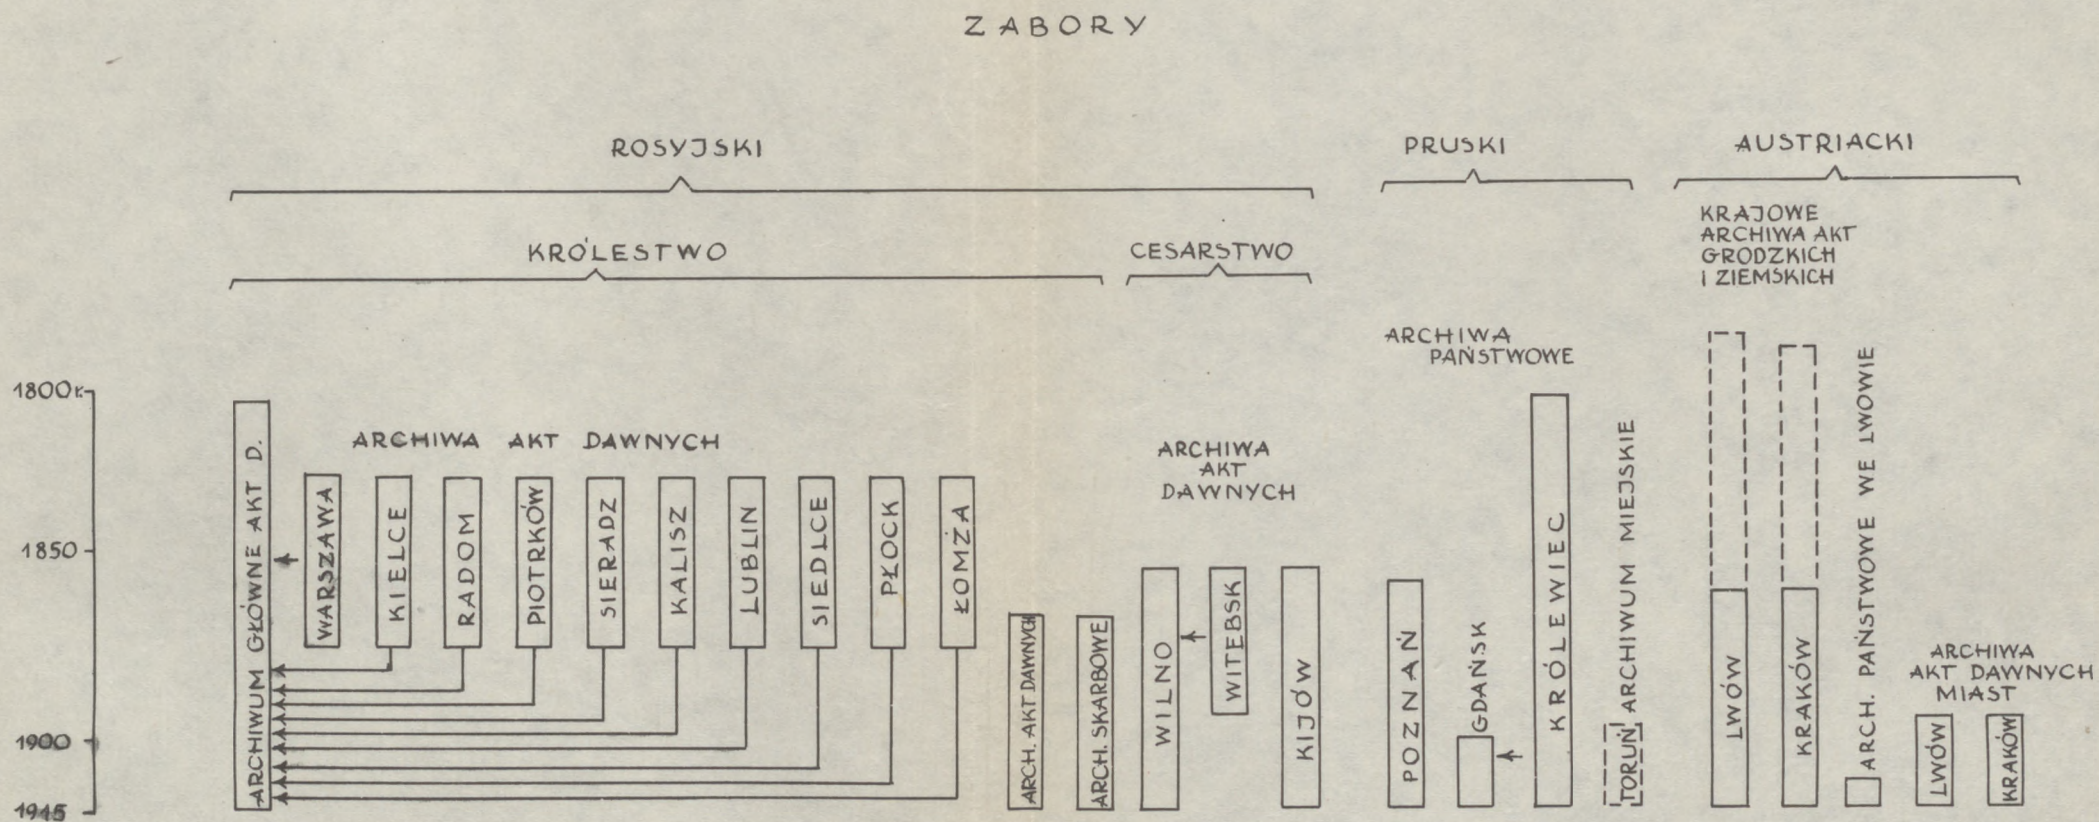 ZABORY
ROSYJSKI
PRUSKI
AUSTRIACKI
KRÓLESTWO
CESARSTWO
KRAJOWE
ARCHIWA AKT
GRODZKICH
I ZIEMSKICH
ARCHIWA
PAŃSTWOWE
1800r.
1850
1900
1915
ARCHIWUM GŁÓWNE AKT D.
ARCHIWA AKT DAWNYCH
WARSZAWA
KIELCE
RADOM
PIOTRKÓW
SIERADZ
KALISZ
LUBLIN
SIEDLCE
PŁOCK
ŁOMŻA
ARCH. AKT DAWNYCH
ARCH. SKARBOWE
ARCHIWA
AKT
DAWNYCH
WILNO
WITEBSK
KIJÓW
POZNAŃ
GDAŃSK
KRÓLEWIEC
TORUŃ ARCHIWUM MIEJSKIE
LWÓW
KRAKÓW
ARCH. PAŃSTWOWE WE LWOWIE
ARCHIWA
AKT DAWNYCH
MIAST
LWÓW
KRAKÓW